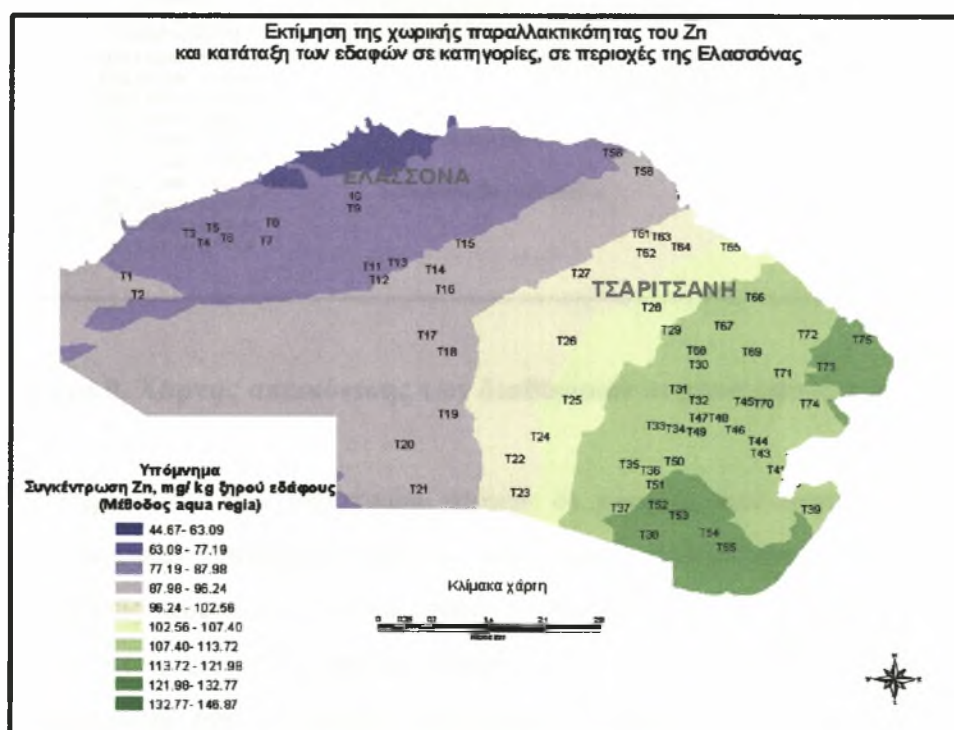 Εκτίμηση της χωρικής παραλλακτικότητας του Zn
και κατάταξη των εδαφών σε κατηγορίες, σε περιοχές της Ελασσόνας
T56
T58
ΕΛΑΣΣΟΝΑ
T9
T3
T4
T5
T6
T8
T7
T15
T61
T63
T64
T65
T62
T11
T13
T12
T14
T27
T1
T2
T16
ΤΣΑΡΙΤΣΑΝΗ
T66
T28
T17
T18
T26
T29
T67
T72
T75
T68
T69
T30
T71
T73
T31
T32
T45
T70
T74
T19
T25
T47
T48
T33
T34
T49
T46
T20
T24
T44
T43
T22
T35
T36
T50
T21
T23
T51
T37
T52
T53
T39
T38
T54
T55
Υπόμνημα
Συγκέντρωση Zn, mg/ kg ξηρού εδάφους
(Μέθοδος aqua regia)
44.67- 63.09
63.09 - 77.19
77.19 - 87.98
87.98 - 96.24
96.24 - 102.56
102.56 - 107.40
107.40- 113.72
113.72 - 121.98
121.98- 132.77
132.77- 146.87
Κλίμακα χάρτη